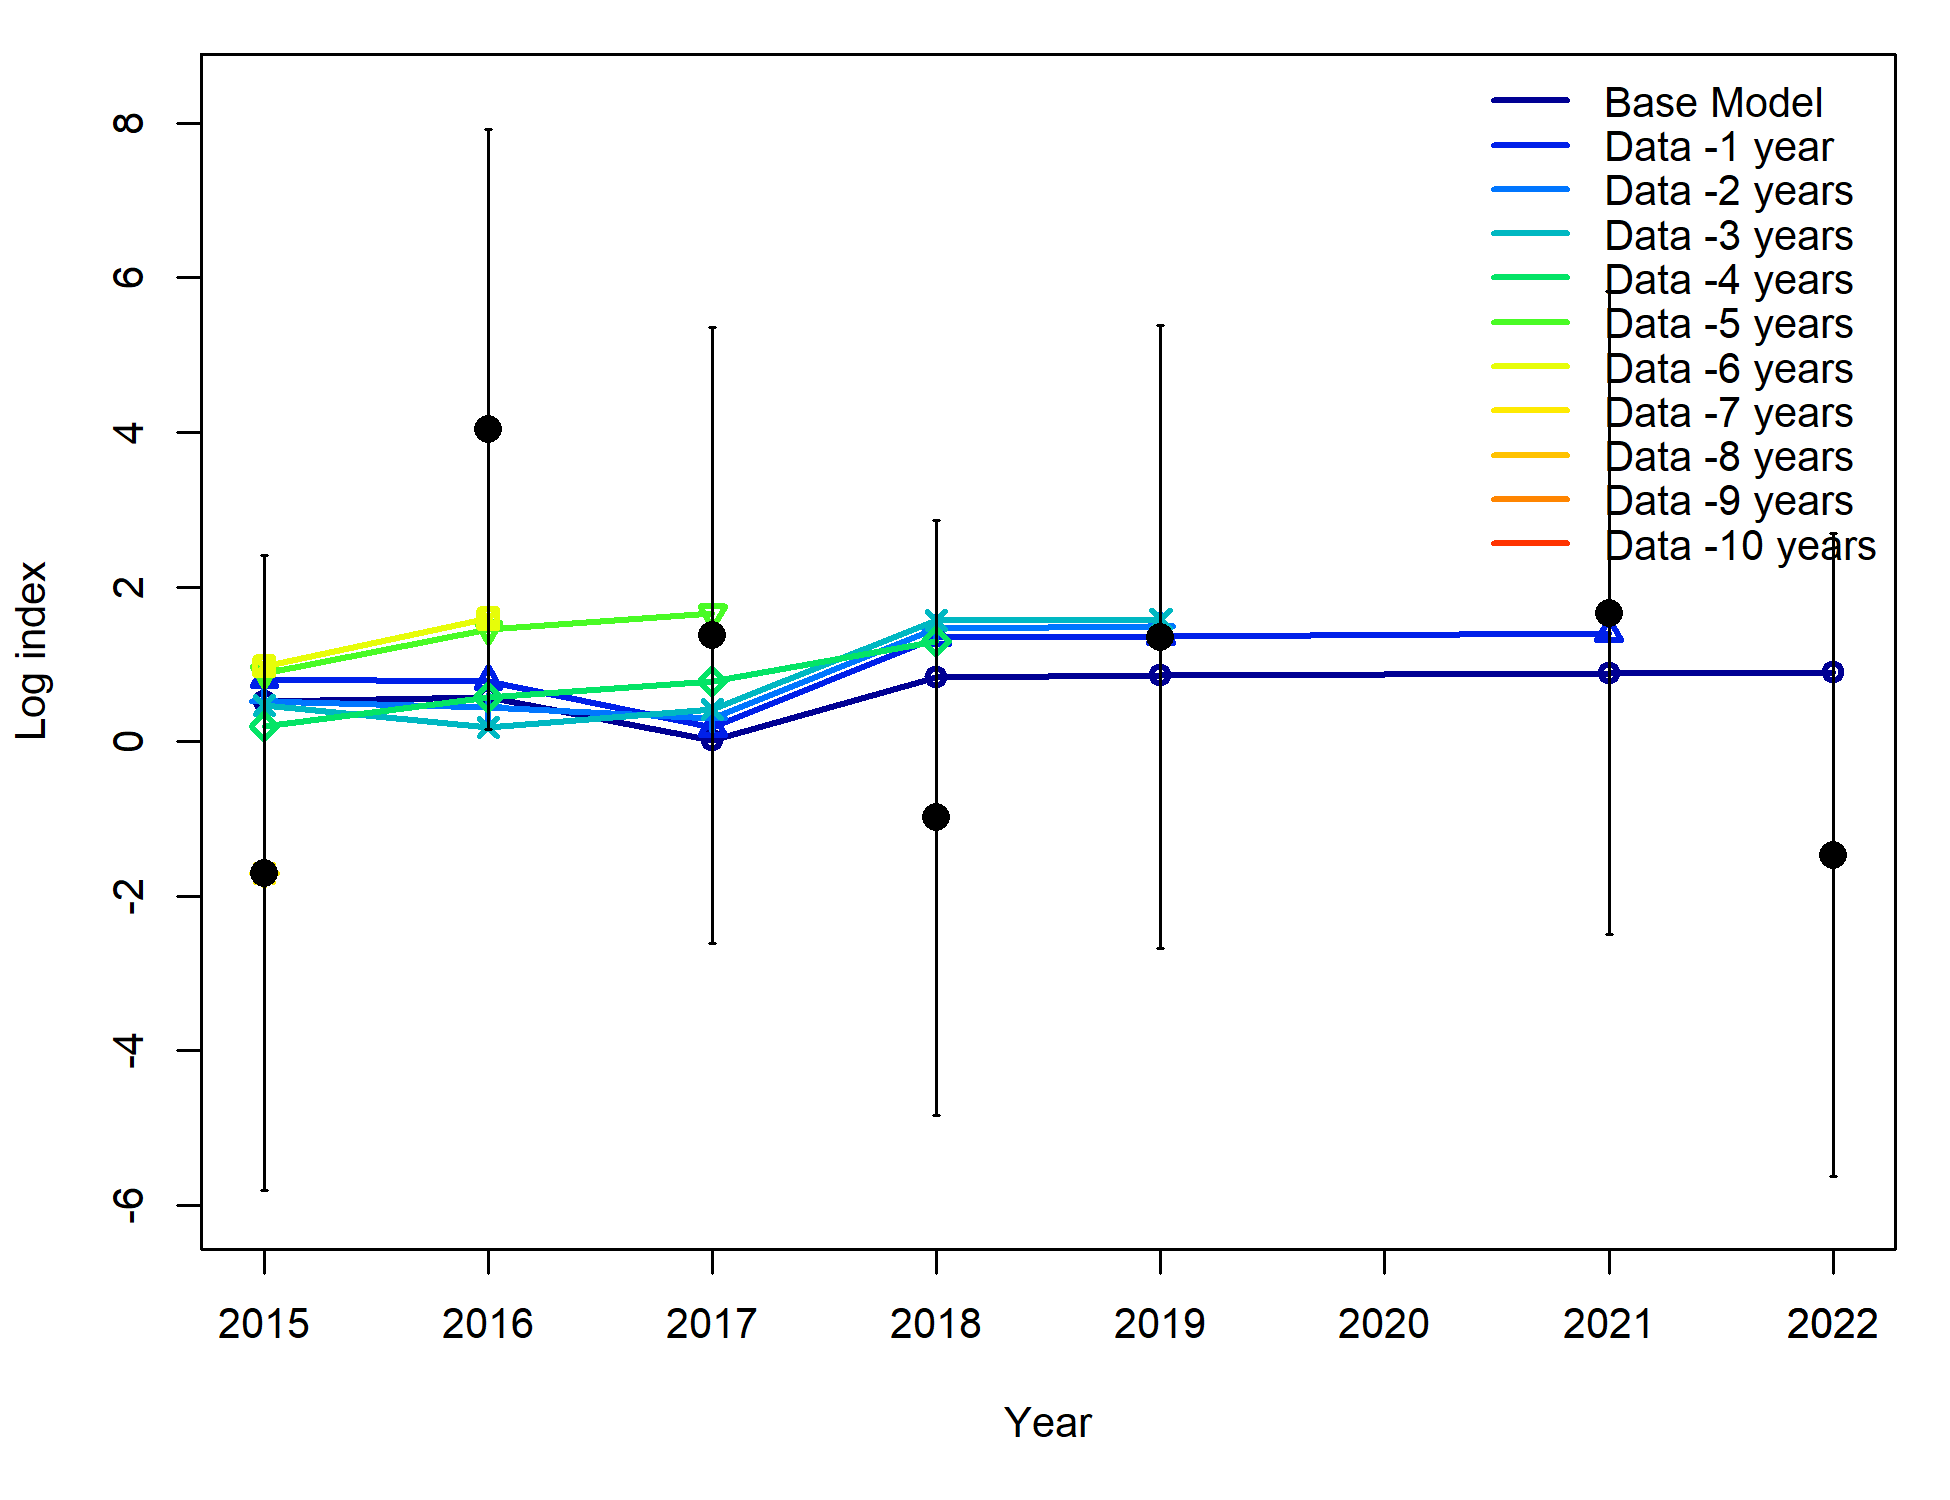 Base Model
Data -1 year
Data -2 years
Data -3 years
Data -4 years
Data -5 years
Data -6 years
Data -7 years
Data -8 years
Data -9 years
Data -10 years
Log index
8
6
4
2
0
-2
-4
-6
2015 2016 2017 2018 2019 2020 2021 2022
Year